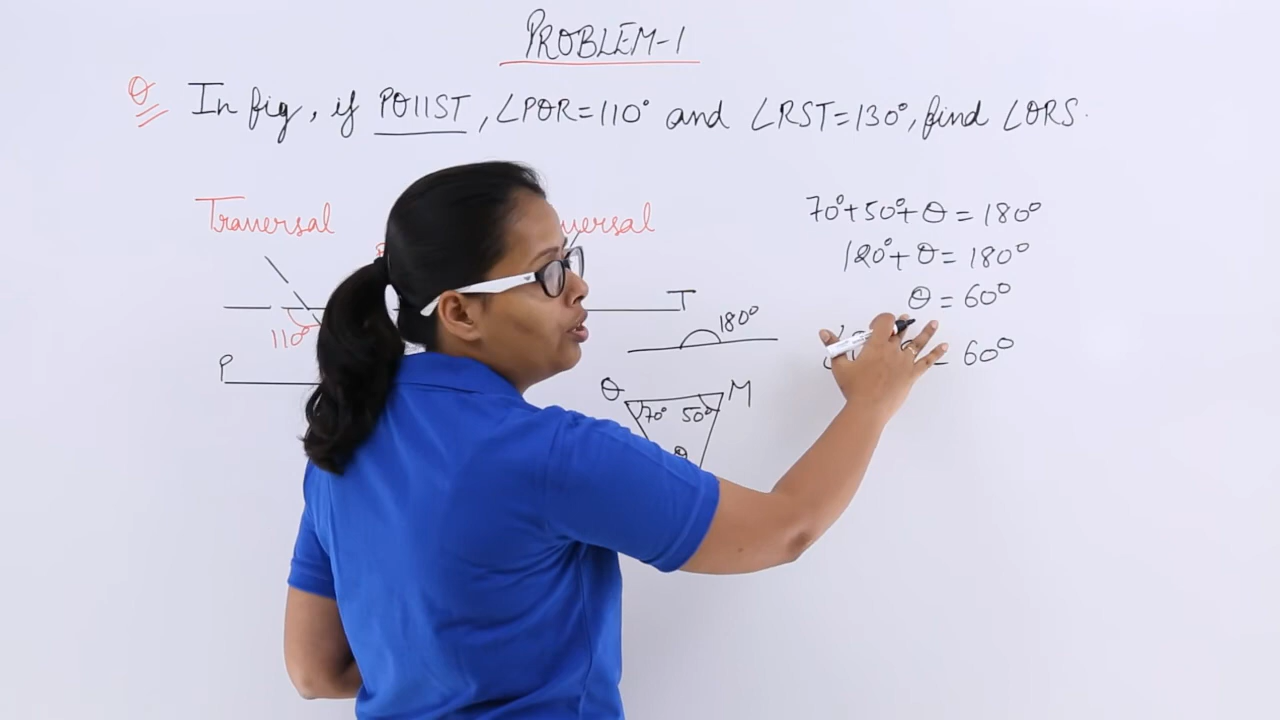 PROBLEM-1
Q In fig, if PQ||ST, ∠PQR=110° and ∠RST=130°, find ∠QRS.
Traversal
70°+50°+θ=180°
120°+θ=180°
θ=60°
=60°
T
180°
110°
P
Q M
70° 50°
θ